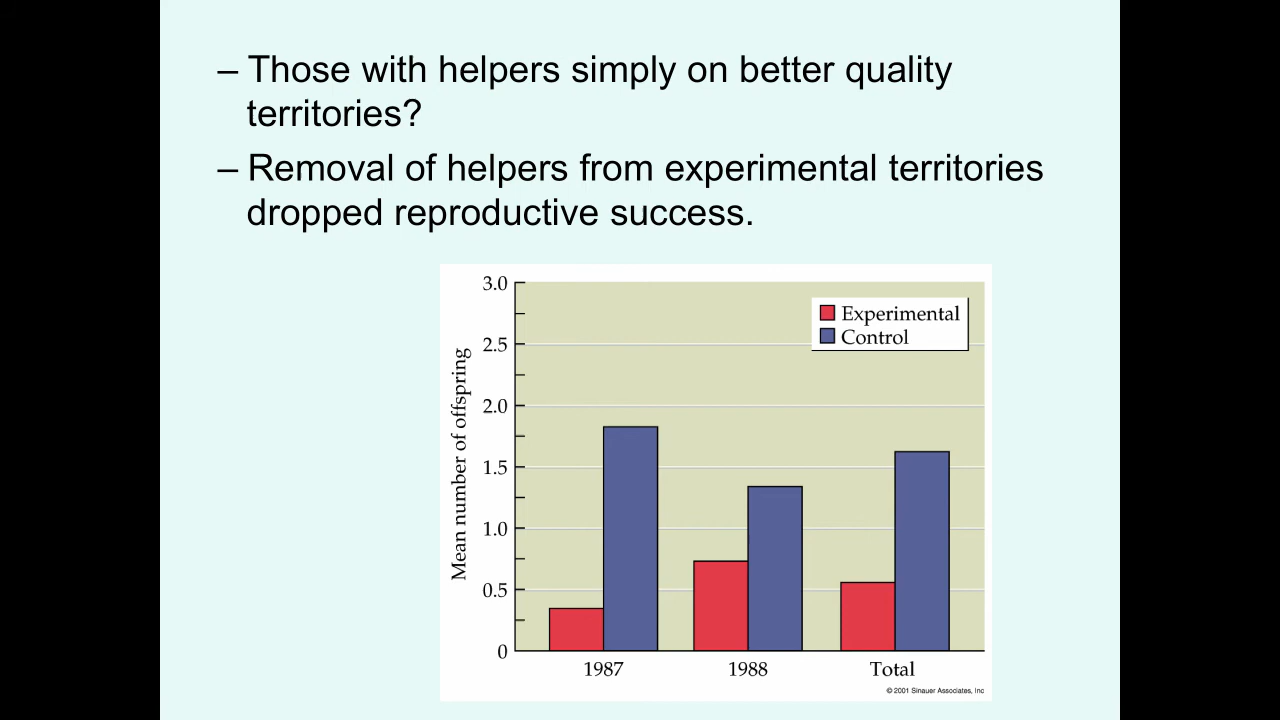 – Those with helpers simply on better quality
territories?
– Removal of helpers from experimental territories
dropped reproductive success.
3.0
2.5
2.0
1.5
1.0
0.5
0
Mean number of offspring
Experimental
Control
1987
1988
Total
© 2001 Sinauer Associates, Inc